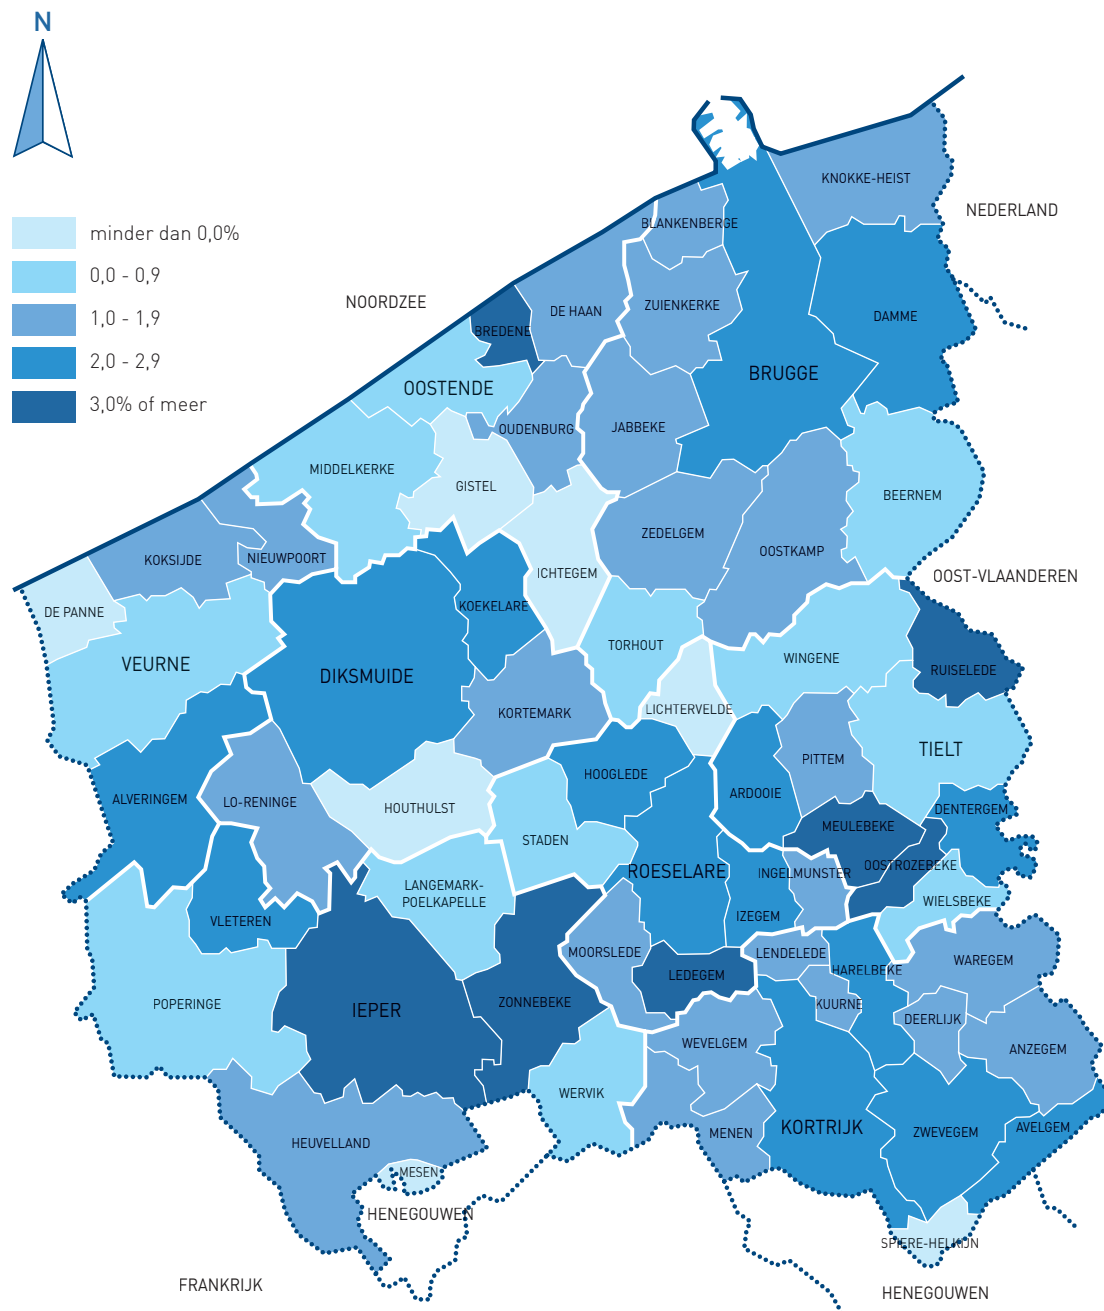 N
minder dan 0,0%
0,0 - 0,9
1,0 - 1,9
2,0 - 2,9
3,0% of meer
NOORDZEE
NEDERLAND
OOST-VLAANDEREN
HENEGOUWEN
FRANKRIJK
HENEGOUWEN
KNOKKE-HEIST
BLANKENBERGE
ZUIENKERKE
DE HAAN
DAMME
BREDENE
BRUGGE
OOSTENDE
OUDENBURG
JABBEKE
MIDDELKERKE
GISTEL
BEERNEM
ZEDELGEM
OOSTKAMP
KOKSIJDE
NIEUWPOORT
ICHTEGEM
DE PANNE
KOEKELARE
TORHOUT
WINGENE
VEURNE
DIKSMUIDE
RUISELEDE
KORTEMARK
LICHTERVELDE
TIELT
PITTEM
HOOGLEDE
ARDOOIE
ALVERINGEM
LO-RENINGE
HOUTHULST
DENTERGEM
MEULEBEKE
STADEN
OOSTROZEBEKE
ROESELARE
INGELMUNSTER
LANGEMARK-
POELKAPELLE
WIELSBEKE
VLETEREN
IZEGEM
MOORSLEDE
LENDELEDE
WAREGEM
HARELBEKE
LEDEGEM
ZONNEBEKE
POPERINGE
IEPER
KUURNE
DEERLIJK
WEVELGEM
ANZEGEM
WERVIK
KORTRIJK
AVELGEM
MENEN
ZWEVEGEM
HEUVELLAND
MESEN
SPIERE-HELKIJN